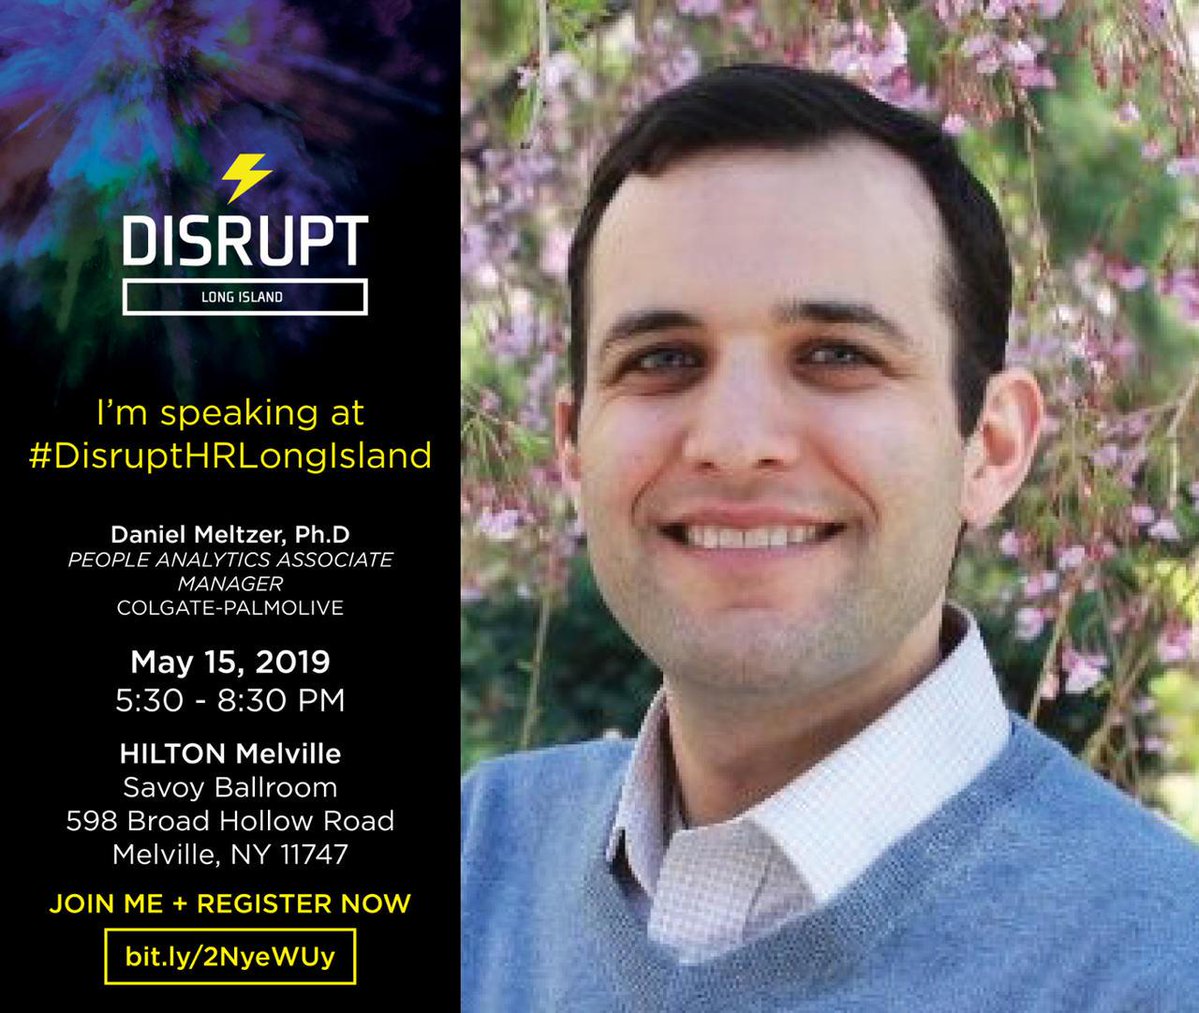 DISRUPT
LONG ISLAND
I'm speaking at
#DisruptHRLongIsland
Daniel Meltzer, Ph.D
PEOPLE ANALYTICS ASSOCIATE
MANAGER
COLGATE-PALMOLIVE
May 15, 2019
5:30 - 8:30 PM
HILTON Melville
Savoy Ballroom
598 Broad Hollow Road
Melville, NY 11747
JOIN ME + REGISTER NOW
bit.ly/2NyeWUy